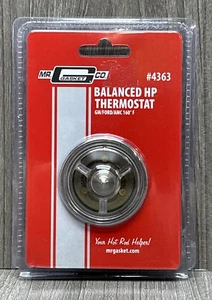 MR. GASKET CO.
#4363
BALANCED HP
THERMOSTAT
GM/FORD/AMC 160° F
Your Hot Rod Helper!
mrgasket.com